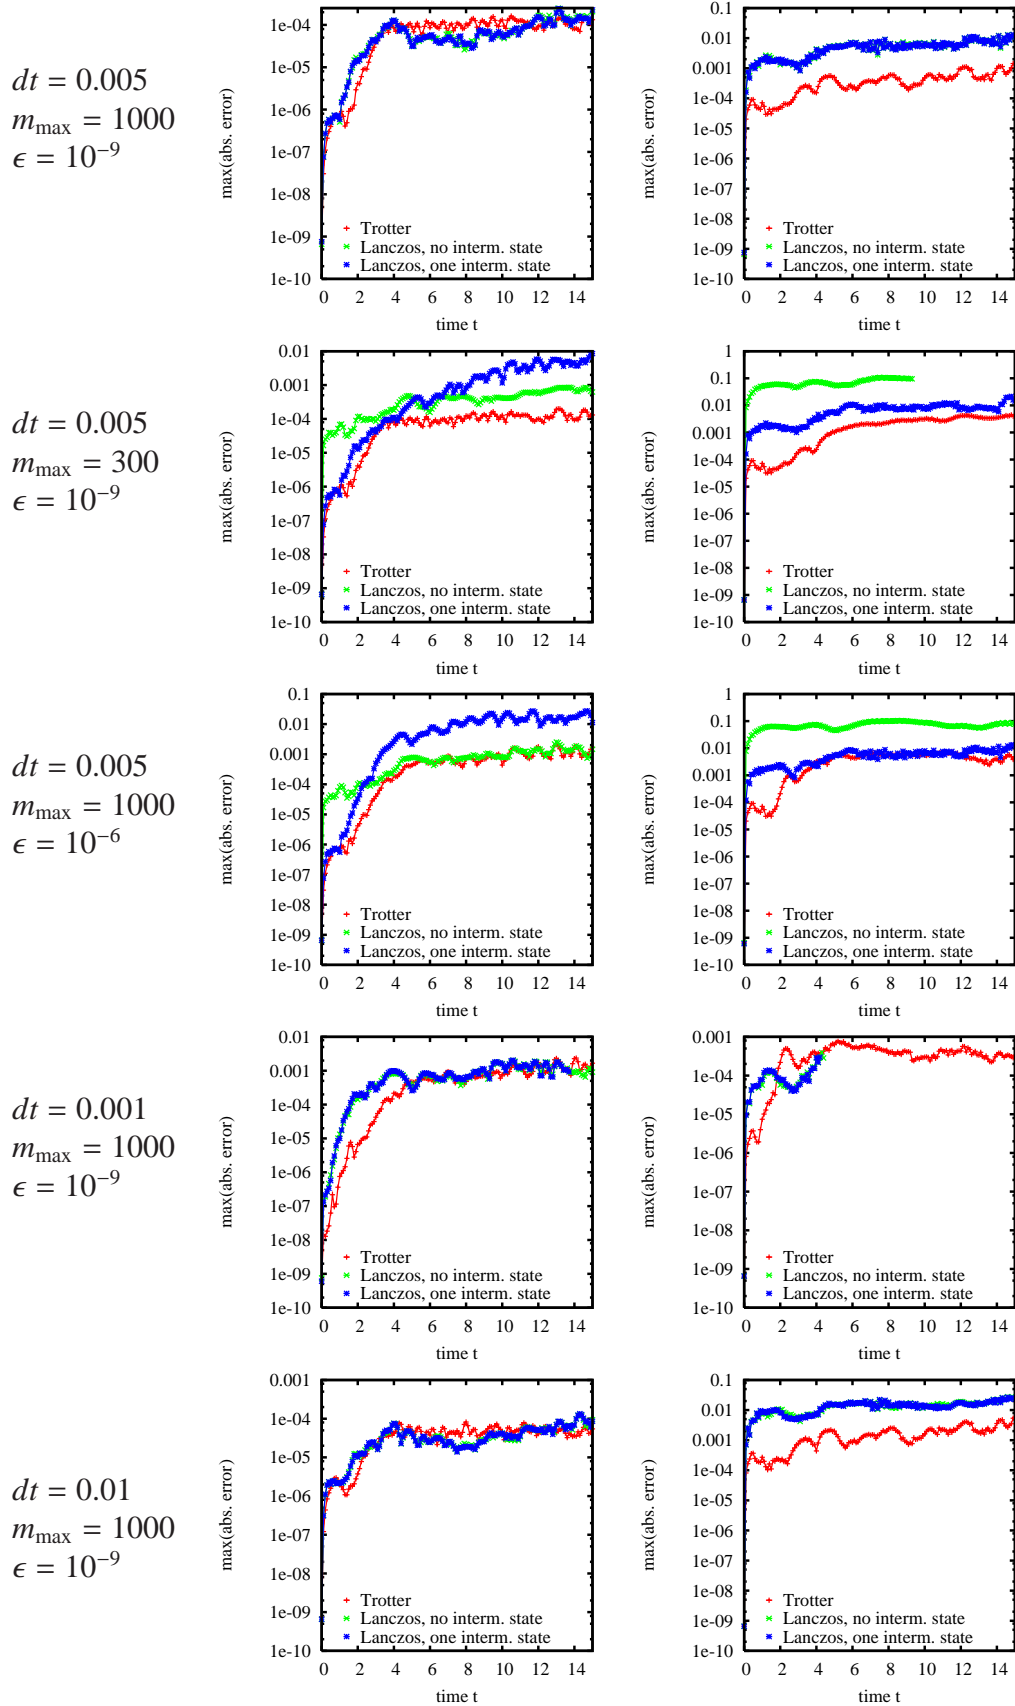 dt = 0.005
m_max = 1000
ϵ = 10⁻⁹
max(abs. error)
1e-04
1e-05
1e-06
1e-07
1e-08
1e-09
1e-10
Trotter
Lanczos, no interm. state
Lanczos, one interm. state
0 2 4 6 8 10 12 14
time t
max(abs. error)
0.1
0.01
0.001
1e-04
1e-05
1e-06
1e-07
1e-08
1e-09
1e-10
Trotter
Lanczos, no interm. state
Lanczos, one interm. state
0 2 4 6 8 10 12 14
time t
dt = 0.005
m_max = 300
ϵ = 10⁻⁹
max(abs. error)
0.01
0.001
1e-04
1e-05
1e-06
1e-07
1e-08
1e-09
1e-10
Trotter
Lanczos, no interm. state
Lanczos, one interm. state
0 2 4 6 8 10 12 14
time t
max(abs. error)
1
0.1
0.01
0.001
1e-04
1e-05
1e-06
1e-07
1e-08
1e-09
1e-10
Trotter
Lanczos, no interm. state
Lanczos, one interm. state
0 2 4 6 8 10 12 14
time t
dt = 0.005
m_max = 1000
ϵ = 10⁻⁶
max(abs. error)
0.1
0.01
0.001
1e-04
1e-05
1e-06
1e-07
1e-08
1e-09
1e-10
Trotter
Lanczos, no interm. state
Lanczos, one interm. state
0 2 4 6 8 10 12 14
time t
max(abs. error)
1
0.1
0.01
0.001
1e-04
1e-05
1e-06
1e-07
1e-08
1e-09
1e-10
Trotter
Lanczos, no interm. state
Lanczos, one interm. state
0 2 4 6 8 10 12 14
time t
dt = 0.001
m_max = 1000
ϵ = 10⁻⁹
max(abs. error)
0.01
0.001
1e-04
1e-05
1e-06
1e-07
1e-08
1e-09
1e-10
Trotter
Lanczos, no interm. state
Lanczos, one interm. state
0 2 4 6 8 10 12 14
time t
max(abs. error)
0.001
1e-04
1e-05
1e-06
1e-07
1e-08
1e-09
1e-10
Trotter
Lanczos, no interm. state
Lanczos, one interm. state
0 2 4 6 8 10 12 14
time t
dt = 0.01
m_max = 1000
ϵ = 10⁻⁹
max(abs. error)
0.001
1e-04
1e-05
1e-06
1e-07
1e-08
1e-09
1e-10
Trotter
Lanczos, no interm. state
Lanczos, one interm. state
0 2 4 6 8 10 12 14
time t
max(abs. error)
0.1
0.01
0.001
1e-04
1e-05
1e-06
1e-07
1e-08
1e-09
1e-10
Trotter
Lanczos, no interm. state
Lanczos, one interm. state
0 2 4 6 8 10 12 14
time t